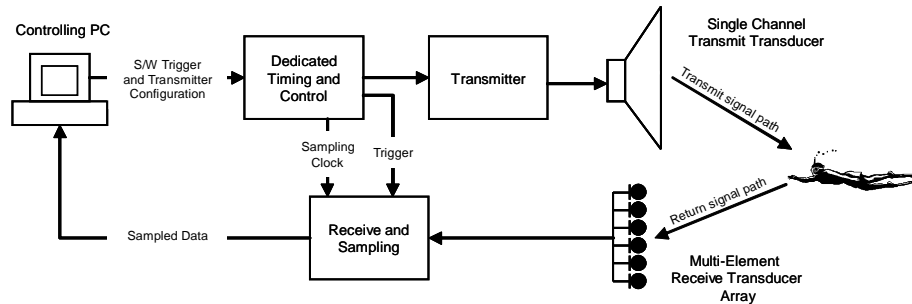 Controlling PC
S/W Trigger
and Transmitter
Configuration
Dedicated
Timing and
Control
Transmitter
Single Channel
Transmit Transducer
Transmit signal path
Sampling
Clock
Trigger
Return signal path
Receive and
Sampling
Sampled Data
Multi-Element
Receive Transducer
Array